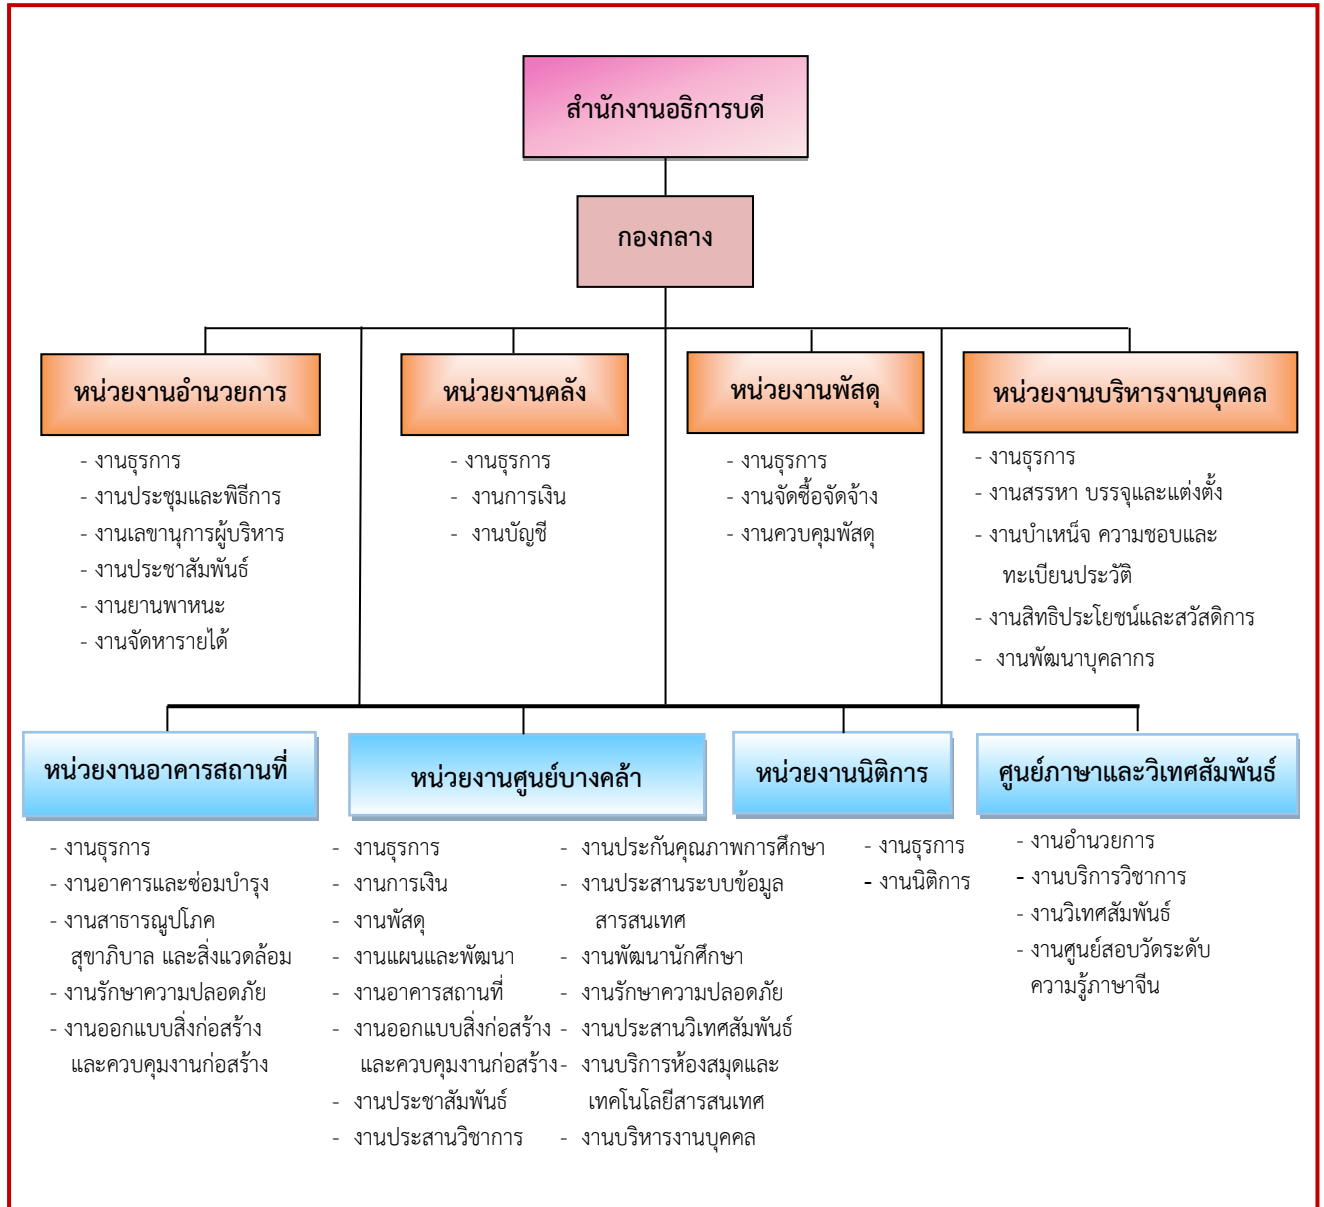 สำนักงานอธิการบดี
กองกลาง
หน่วยงานอำนวยการ
- งานธุรการ
- งานประชุมและพิธีการ
- งานเลขานุการผู้บริหาร
- งานประชาสัมพันธ์
- งานยานพาหนะ
- งานจัดหารายได้
หน่วยงานคลัง
- งานธุรการ
- งานการเงิน
- งานบัญชี
หน่วยงานพัสดุ
- งานธุรการ
- งานจัดซื้อจัดจ้าง
- งานควบคุมพัสดุ
หน่วยงานบริหารงานบุคคล
- งานธุรการ
- งานสรรหา บรรจุและแต่งตั้ง
- งานบำเหน็จ ความชอบและ
ทะเบียนประวัติ
- งานสิทธิประโยชน์และสวัสดิการ
- งานพัฒนาบุคลากร
หน่วยงานอาคารสถานที่
- งานธุรการ
- งานอาคารและซ่อมบำรุง
- งานสาธารณูปโภค
สุขาภิบาล และสิ่งแวดล้อม
- งานรักษาความปลอดภัย
- งานออกแบบสิ่งก่อสร้าง
และควบคุมงานก่อสร้าง
หน่วยงานศูนย์บางคล้า
- งานธุรการ
- งานการเงิน
- งานพัสดุ
- งานแผนและพัฒนา
- งานอาคารสถานที่
- งานออกแบบสิ่งก่อสร้าง
และควบคุมงานก่อสร้าง
- งานประชาสัมพันธ์
- งานประสานวิชาการ
- งานประกันคุณภาพการศึกษา
- งานประสานระบบข้อมูล
สารสนเทศ
- งานพัฒนานักศึกษา
- งานรักษาความปลอดภัย
- งานประสานวิเทศสัมพันธ์
- งานบริการห้องสมุดและ
เทคโนโลยีสารสนเทศ
- งานบริหารงานบุคคล
หน่วยงานนิติการ
- งานธุรการ
- งานนิติการ
ศูนย์ภาษาและวิเทศสัมพันธ์
- งานอำนวยการ
- งานบริการวิชาการ
- งานวิเทศสัมพันธ์
- งานศูนย์สอบวัดระดับ
ความรู้ภาษาจีน